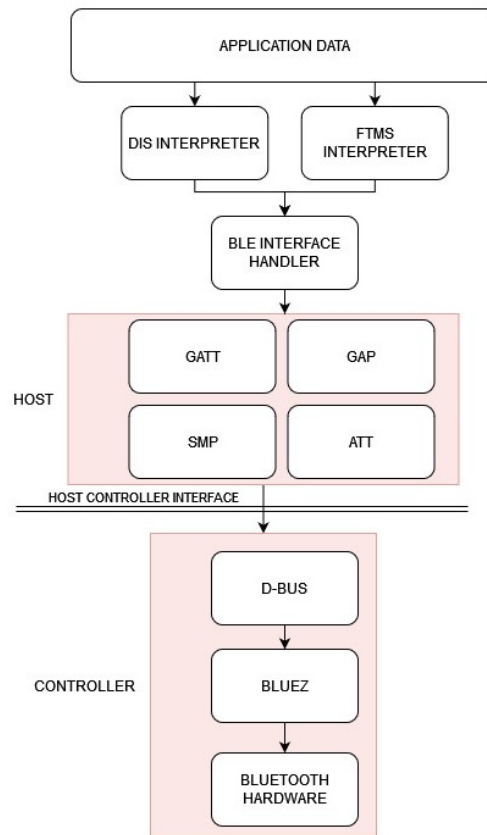 APPLICATION DATA
DIS INTERPRETER
FTMS
INTERPRETER
BLE INTERFACE
HANDLER
GATT
GAP
HOST
SMP
ATT
HOST CONTROLLER INTERFACE
D-BUS
CONTROLLER
BLUEZ
BLUETOOTH
HARDWARE